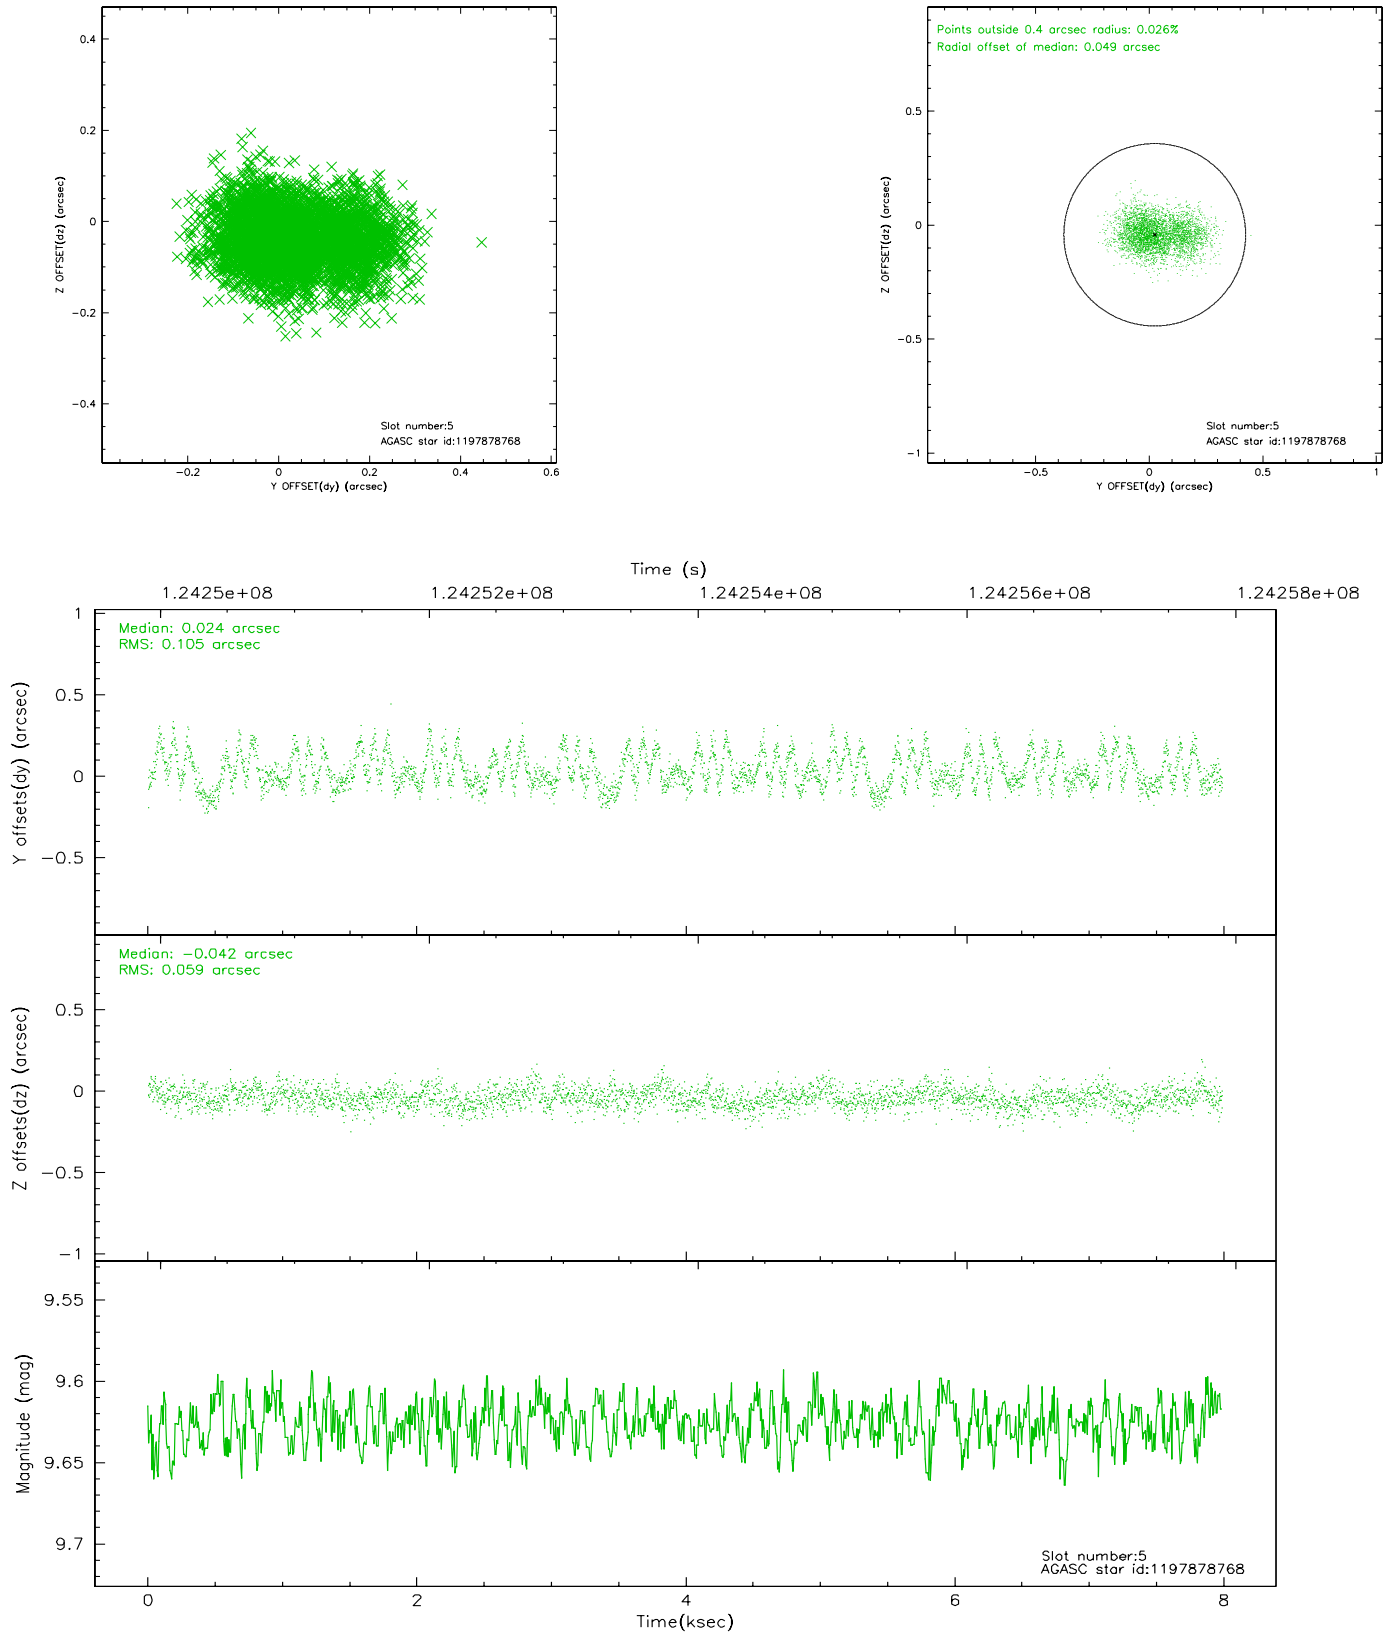 0.4
0.2
0
−0.2
−0.4
Z OFFSET(dz) (arcsec)
Slot number:5
AGASC star id:1197878768
−0.2 0 0.2 0.4 0.6
Y OFFSET(dy) (arcsec)
Points outside 0.4 arcsec radius: 0.026%
Radial offset of median: 0.049 arcsec
0.5
0
−0.5
−1
Z OFFSET(dz) (arcsec)
Slot number:5
AGASC star id:1197878768
−0.5 0 0.5 1
Y OFFSET(dy) (arcsec)
Time (s)
1.2425e+08 1.24252e+08 1.24254e+08 1.24256e+08 1.24258e+08
Median: 0.024 arcsec
RMS: 0.105 arcsec
1
0.5
0
−0.5
Y offsets(dy) (arcsec)
Median: −0.042 arcsec
RMS: 0.059 arcsec
0.5
0
−0.5
−1
Z offsets(dz) (arcsec)
9.55
9.6
9.65
9.7
Magnitude (mag)
Slot number:5
AGASC star id:1197878768
0 2 4 6 8
Time(ksec)